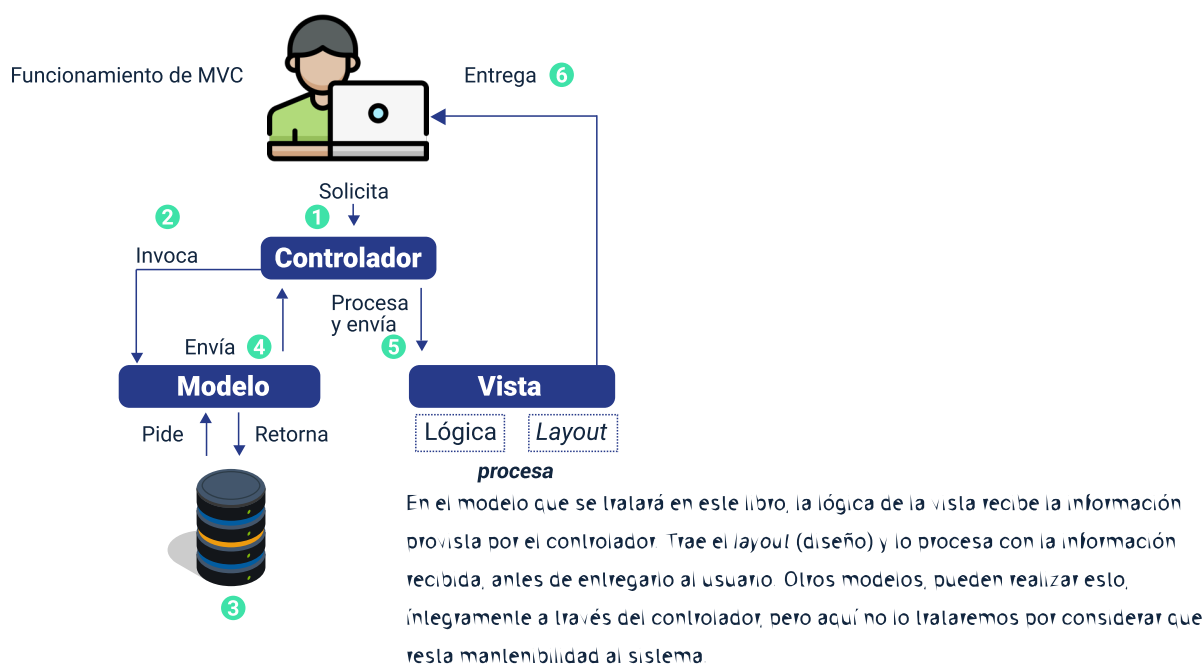 Funcionamiento de MVC
Entrega 6
Solicita
2
1
Invoca
Controlador
Procesa
y envía
Envía 4
5
Modelo
Vista
Pide
Retorna
Lógica
Layout
procesa
3
En el modelo que se tratará en este libro, la lógica de la vista recibe la información
provista por el controlador. Trae el layout (diseño) y lo procesa con la información
recibida, antes de entregarlo al usuario. Otros modelos, pueden realizar esto,
íntegramente a través del controlador, pero aquí no lo trataremos por considerar que
resta mantenibilidad al sistema.